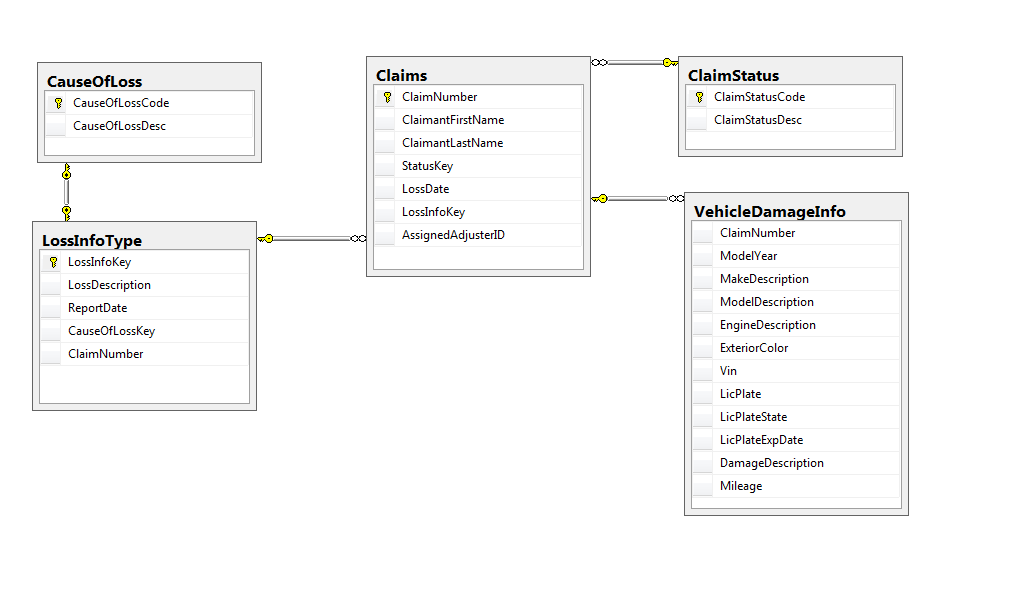 CauseOfLoss
CauseOfLossCode
CauseOfLossDesc
LossInfoType
LossInfoKey
LossDescription
ReportDate
CauseOfLossKey
ClaimNumber
Claims
ClaimNumber
ClaimantFirstName
ClaimantLastName
StatusKey
LossDate
LossInfoKey
AssignedAdjusterID
ClaimStatus
ClaimStatusCode
ClaimStatusDesc
VehicleDamageInfo
ClaimNumber
ModelYear
MakeDescription
ModelDescription
EngineDescription
ExteriorColor
Vin
LicPlate
LicPlateState
LicPlateExpDate
DamageDescription
Mileage